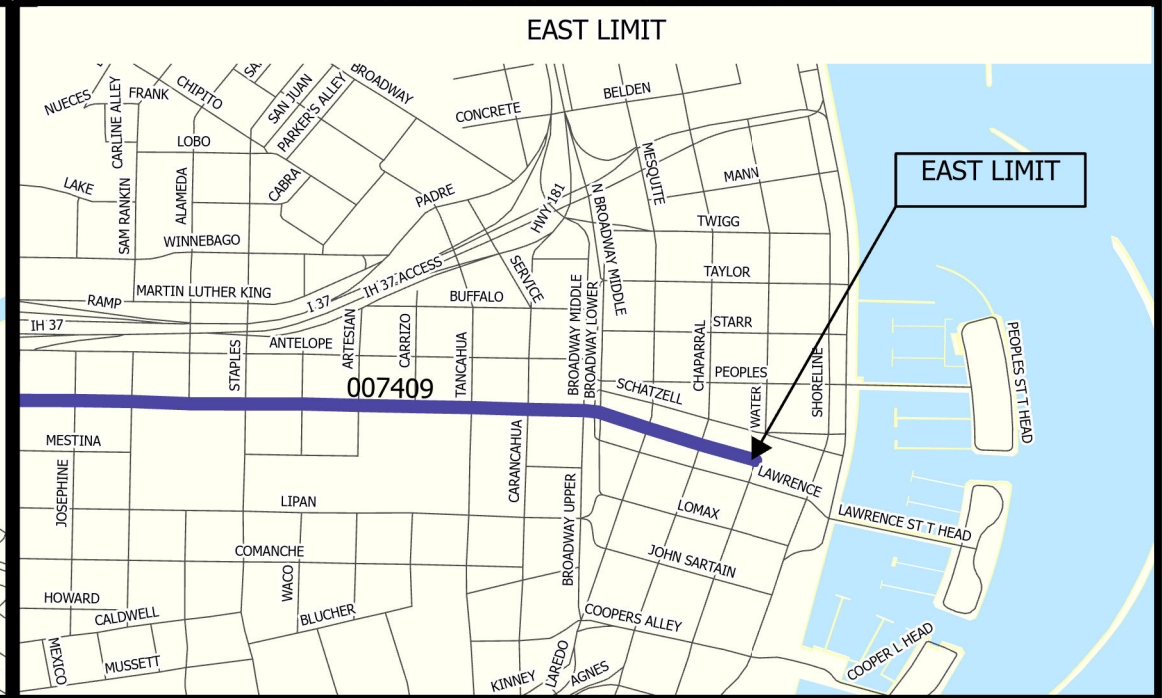 EAST LIMIT
BROADWAY
CHIPITO
SAN JUAN
PARKER'S ALLEY
NUECES
FRANK
CARLINE ALLEY
BELDEN
CONCRETE
LOBO
MESQUITE
MANN
EAST LIMIT
LAKE
SAM RANKIN
ALAMEDA
CABRA
PADRE
HWY 181
N BROADWAY MIDDLE
TWIGG
WINNEBAGO
SERVICE
TAYLOR
IH 37 ACCESS
I 37
MARTIN LUTHER KING
RAMP
BUFFALO
BROADWAY MIDDLE
BROADWAY LOWER
IH 37
ANTELOPE
ARTESIAN
CARRIZO
TANCAHUA
STAPLES
CHAPARRAL
STARR
SHORELINE
PEOPLES
PEOPLES ST T HEAD
SCHATZELL
WATER
007409
MESTINA
CARANCAHUA
LAWRENCE
JOSEPHINE
LIPAN
BROADWAY UPPER
LOMAX
LAWRENCE ST T HEAD
COMANCHE
WACO
JOHN SARTAIN
HOWARD
CALDWELL
BLUCHER
COOPERS ALLEY
MEXICO
MUSSETT
KINNEY
LAREDO
AGNES
COOPER L HEAD